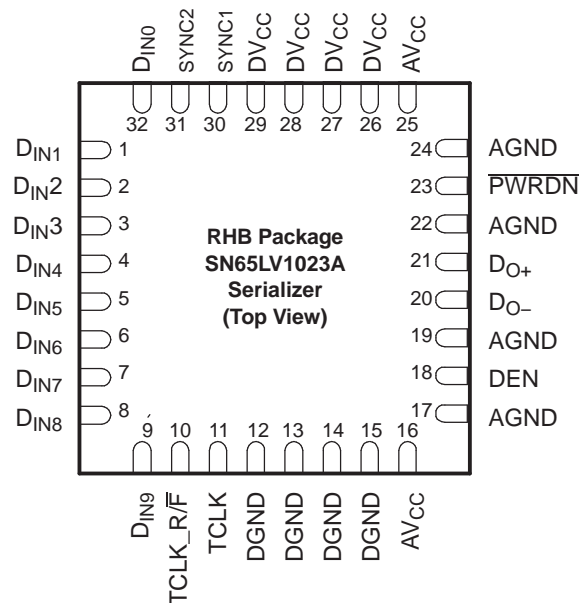 DIN0 SYNC2 SYNC1 DVCC DVCC DVCC DVCC AVCC
32 31 30 29 28 27 26 25
DIN1 1 24 AGND
DIN2 2 23 PWRDN
DIN3 3 22 AGND
DIN4 4 21 DO+
DIN5 5 20 DO–
DIN6 6 19 AGND
DIN7 7 18 DEN
DIN8 8 17 AGND
RHB Package
SN65LV1023A
Serializer
(Top View)
9 10 11 12 13 14 15 16
DIN9 TCLK_R/F TCLK DGND DGND DGND DGND AVCC